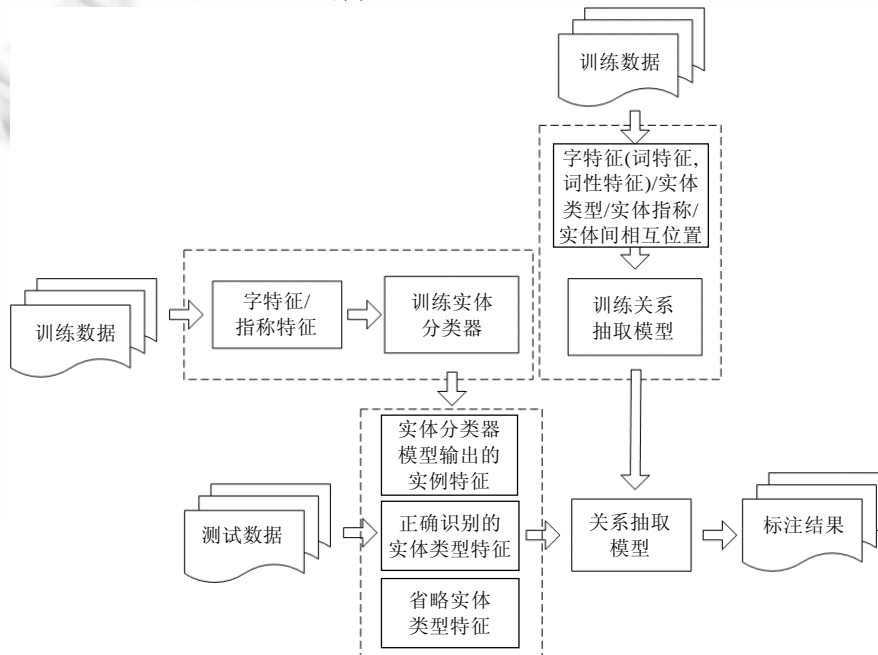 训练数据
字特征(词特征,
词性特征)/实体
类型/实体指称/
实体间相互位置
训练数据
字特征/
指称特征
训练实体
分类器
训练关系
抽取模型
实体分类器
模型输出的
实例特征
测试数据
正确识别的
实体类型特征
关系抽取
模型
标注结果
省略实体
类型特征